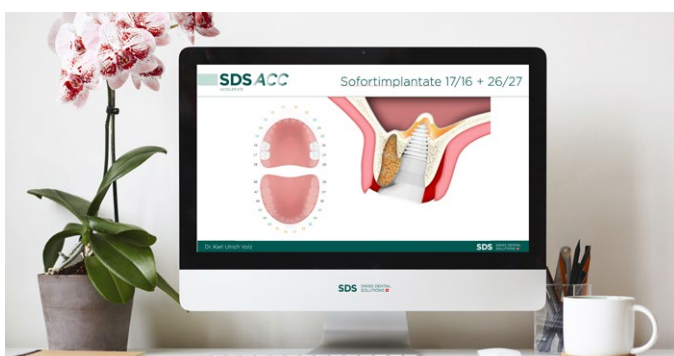 SDS ACC
ACCELERATE
Sofortimplantate 17/16 + 26/27
Dr. Karl Ulrich Volz
SDS SWISS DENTAL
SOLUTIONS
SDS SWISS DENTAL
SOLUTIONS